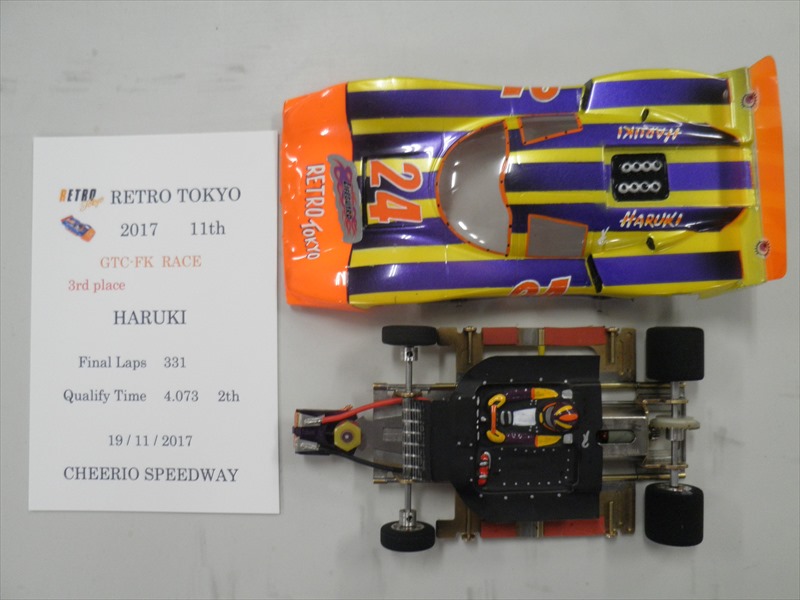 RETRO
RETRO TOKYO
2017 11th
GTC-FK RACE
3rd place
HARUKI
Final Laps 331
Qualify Time 4.073 2th
19 / 11 / 2017
CHEERIO SPEEDWAY
RETRO TOKYO
24
HARUKI
HARUKI